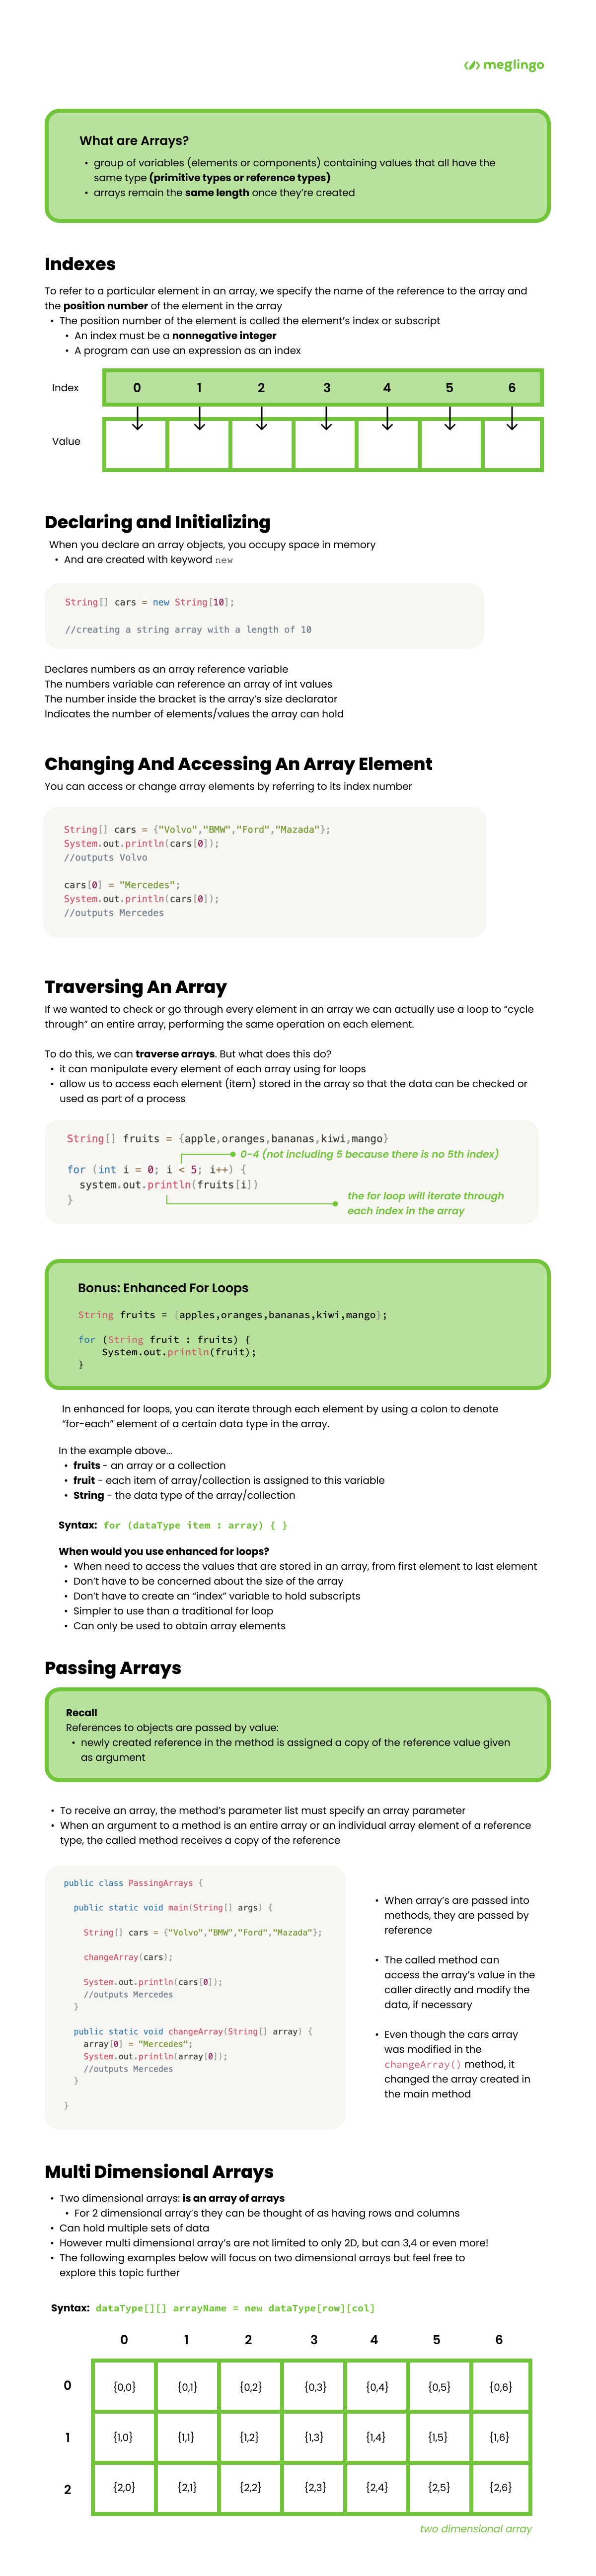 meglingo
What are Arrays?
• group of variables (elements or components) containing values that all have the
same type (primitive types or reference types)
• arrays remain the same length once they're created
Indexes
To refer to a particular element in an array, we specify the name of the reference to the array and
the position number of the element in the array
• The position number of the element is called the element's index or subscript
• An index must be a nonnegative integer
• A program can use an expression as an index
Index 0 1 2 3 4 5 6
Value
Declaring and Initializing
When you declare an array objects, you occupy space in memory
• And are created with keyword new
String[] cars = new String[10];
//creating a string array with a length of 10
Declares numbers as an array reference variable
The numbers variable can reference an array of int values
The number inside the bracket is the array's size declarator
Indicates the number of elements/values the array can hold
Changing And Accessing An Array Element
You can access or change array elements by referring to its index number
String[] cars = {"Volvo","BMW","Ford","Mazada"};
System.out.println(cars[0]);
//outputs Volvo
cars[0] = "Mercedes";
System.out.println(cars[0]);
//outputs Mercedes
Traversing An Array
If we wanted to check or go through every element in an array we can actually use a loop to "cycle
through" an entire array, performing the same operation on each element.
To do this, we can traverse arrays. But what does this do?
• it can manipulate every element of each array using for loops
• allow us to access each element (item) stored in the array so that the data can be checked or
used as part of a process
String[] fruits = {apple,oranges,bananas,kiwi,mango}
0-4 (not including 5 because there is no 5th index)
for (int i = 0; i < 5; i++) {
system.out.println(fruits[i])
}
the for loop will iterate through
each index in the array
Bonus: Enhanced For Loops
String fruits = {apples,oranges,bananas,kiwi,mango};
for (String fruit : fruits) {
System.out.println(fruit);
}
In enhanced for loops, you can iterate through each element by using a colon to denote
"for-each" element of a certain data type in the array.
In the example above...
• fruits - an array or a collection
• fruit - each item of array/collection is assigned to this variable
• String - the data type of the array/collection
Syntax: for (dataType item : array) { }
When would you use enhanced for loops?
• When need to access the values that are stored in an array, from first element to last element
• Don't have to be concerned about the size of the array
• Don't have to create an "index" variable to hold subscripts
• Simpler to use than a traditional for loop
• Can only be used to obtain array elements
Passing Arrays
Recall
References to objects are passed by value:
• newly created reference in the method is assigned a copy of the reference value given
as argument
• To receive an array, the method's parameter list must specify an array parameter
• When an argument to a method is an entire array or an individual array element of a reference
type, the called method receives a copy of the reference
public class PassingArrays {
public static void main(String[] args) {
String[] cars = {"Volvo","BMW","Ford","Mazada"};
changeArray(cars);
System.out.println(cars[0]);
//outputs Mercedes
}
public static void changeArray(String[] array) {
array[0] = "Mercedes";
System.out.println(array[0]);
//outputs Mercedes
}
}
• When array's are passed into
methods, they are passed by
reference
• The called method can
access the array's value in the
caller directly and modify the
data, if necessary
• Even though the cars array
was modified in the
changeArray() method, it
changed the array created in
the main method
Multi Dimensional Arrays
• Two dimensional arrays: is an array of arrays
• For 2 dimensional array's they can be thought of as having rows and columns
• Can hold multiple sets of data
• However multi dimensional array's are not limited to only 2D, but can 3,4 or even more!
• The following examples below will focus on two dimensional arrays but feel free to
explore this topic further
Syntax: dataType[][] arrayName = new dataType[row][col]
0 1 2 3 4 5 6
0 {0,0} {0,1} {0,2} {0,3} {0,4} {0,5} {0,6}
1 {1,0} {1,1} {1,2} {1,3} {1,4} {1,5} {1,6}
2 {2,0} {2,1} {2,2} {2,3} {2,4} {2,5} {2,6}
two dimensional array